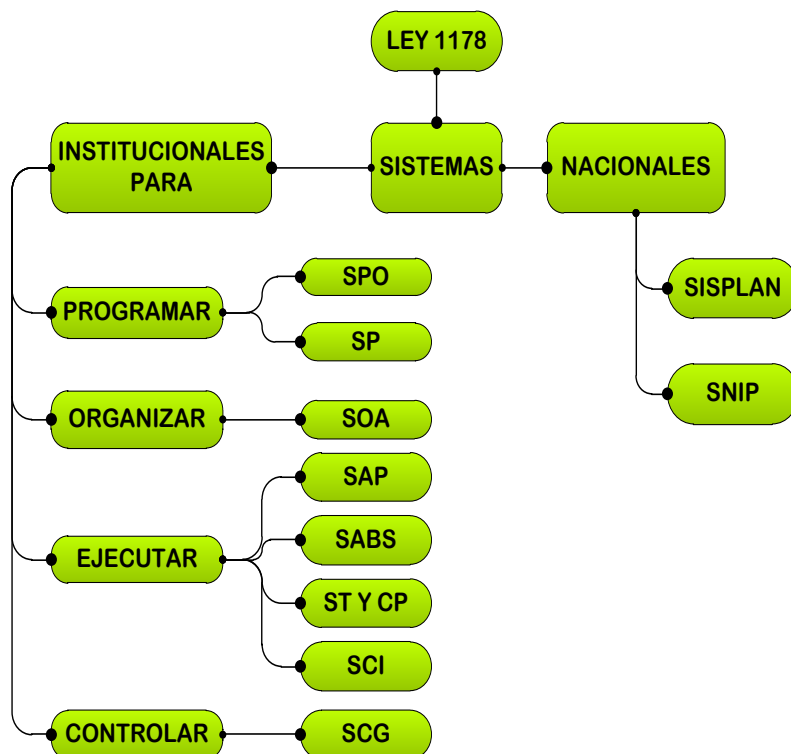 LEY 1178
INSTITUCIONALES
PARA
SISTEMAS
NACIONALES
PROGRAMAR
SPO
SP
ORGANIZAR
SOA
EJECUTAR
SAP
SABS
ST Y CP
SCI
CONTROLAR
SCG
SISPLAN
SNIP